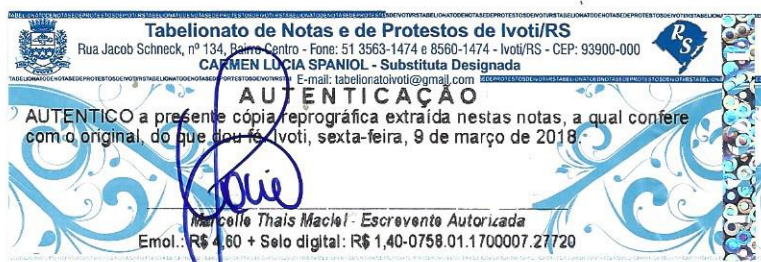 Tabelionato de Notas e de Protestos de Ivoti/RS
Rua Jacob Schneck, nº 134, Bairro Centro - Fone: 51 3563-1474 e 8560-1474 - Ivoti/RS - CEP: 93900-000
CARMEN LUCIA SPANIOL - Substituta Designada
E-mail: tabelionatoivoti@gmail.com
RS
AUTENTICAÇÃO
AUTENTICO a presente cópia reprográfica extraída nestas notas, a qual confere
com o original, do que dou fé. Ivoti, sexta-feira, 9 de março de 2018.
Marcelle Thais Maciel - Escrevente Autorizada
Emol.: R$ 4,60 + Selo digital: R$ 1,40-0758.01.1700007.27720